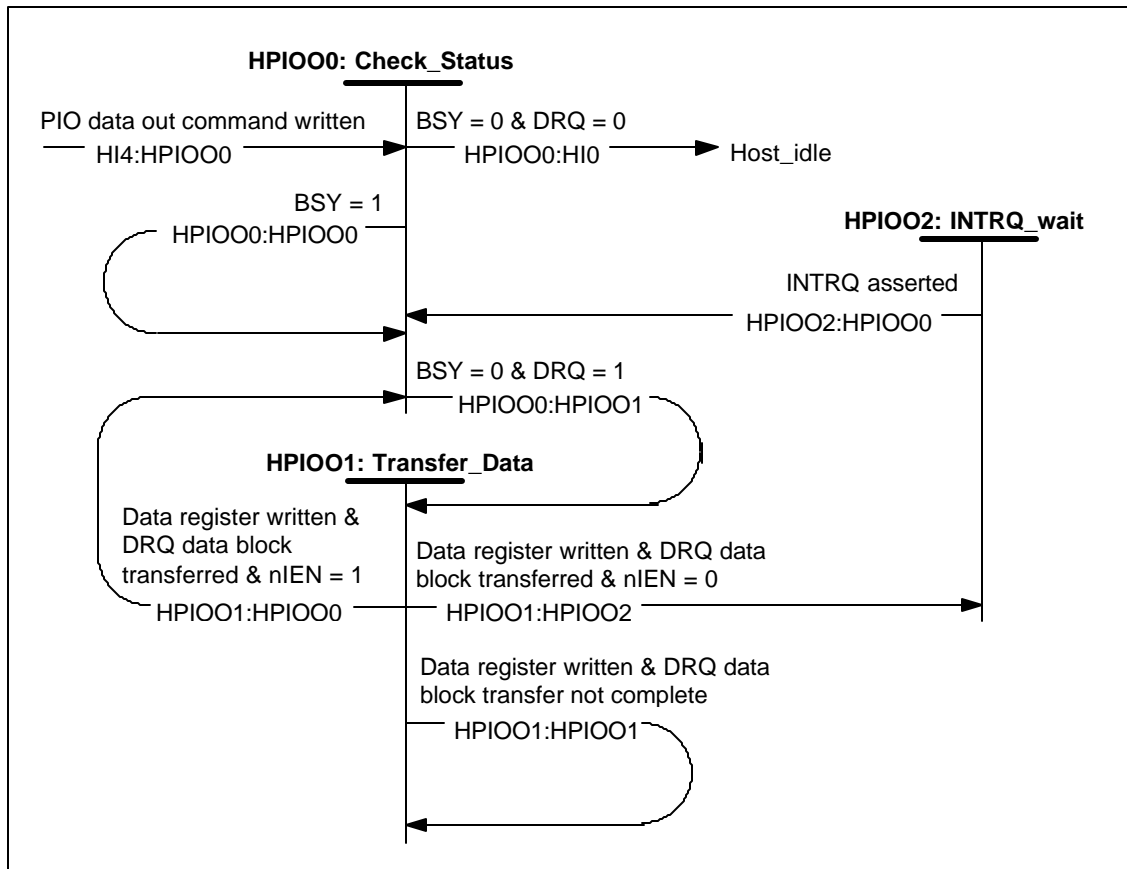 HPIOO0: Check_Status
PIO data out command written
HI4:HPIOO0
BSY = 0 & DRQ = 0
HPIOO0:HI0
Host_idle
BSY = 1
HPIOO0:HPIOO0
HPIOO2: INTRQ_wait
INTRQ asserted
HPIOO2:HPIOO0
BSY = 0 & DRQ = 1
HPIOO0:HPIOO1
HPIOO1: Transfer_Data
Data register written &
DRQ data block
transferred & nIEN = 1
HPIOO1:HPIOO0
Data register written & DRQ data
block transferred & nIEN = 0
HPIOO1:HPIOO2
Data register written & DRQ data
block transfer not complete
HPIOO1:HPIOO1